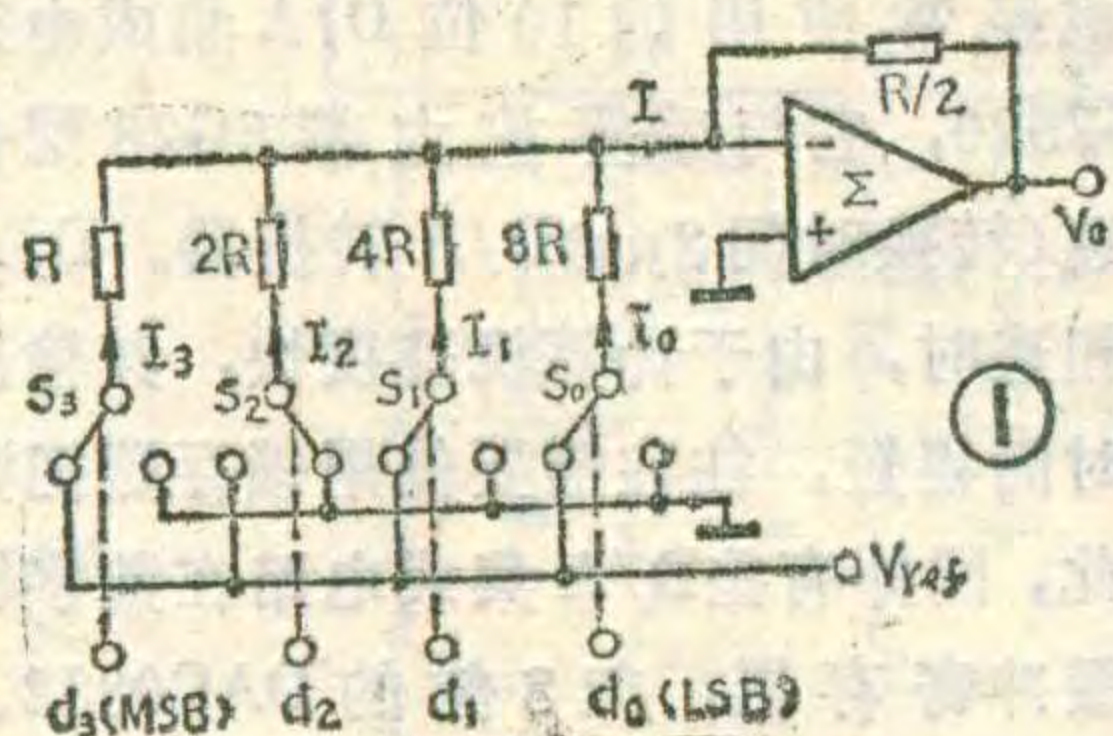 I
R/2
Σ
−
+
V₀
R 2R 4R 8R
I₃ I₂ I₁ I₀
S₃ S₂ S₁ S₀
①
Vref
d₃(MSB) d₂ d₁ d₀(LSB)